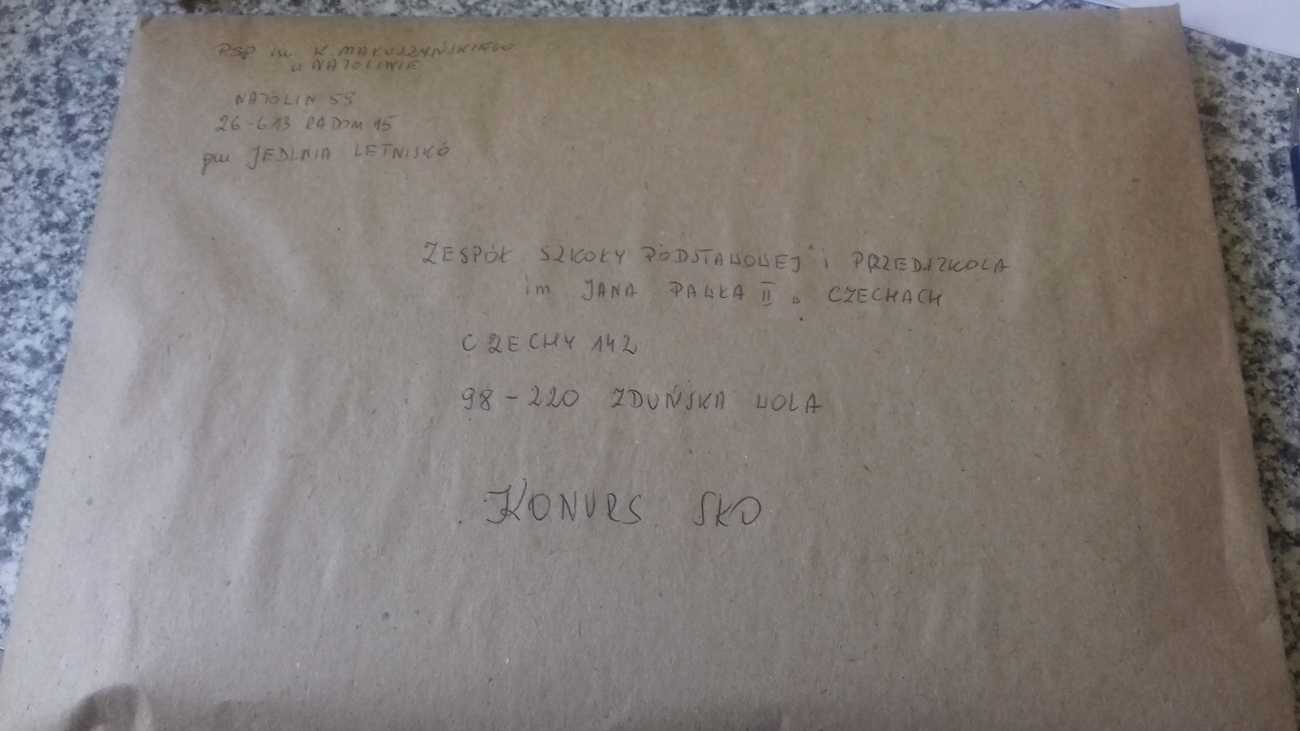 PSP im K. MAKUSZYŃSKIEGO
w NATOLINIE
NATOLIN 59
26-613 RADOM 15
gm JEDLNIA LETNISKO
ZESPÓŁ SZKOŁY PODSTAWOWEJ i PRZEDSZKOLA
im JANA PAWŁA II w CZECHACH
CZECHY 142
98-220 ZDUŃSKA WOLA
KONURS SKO